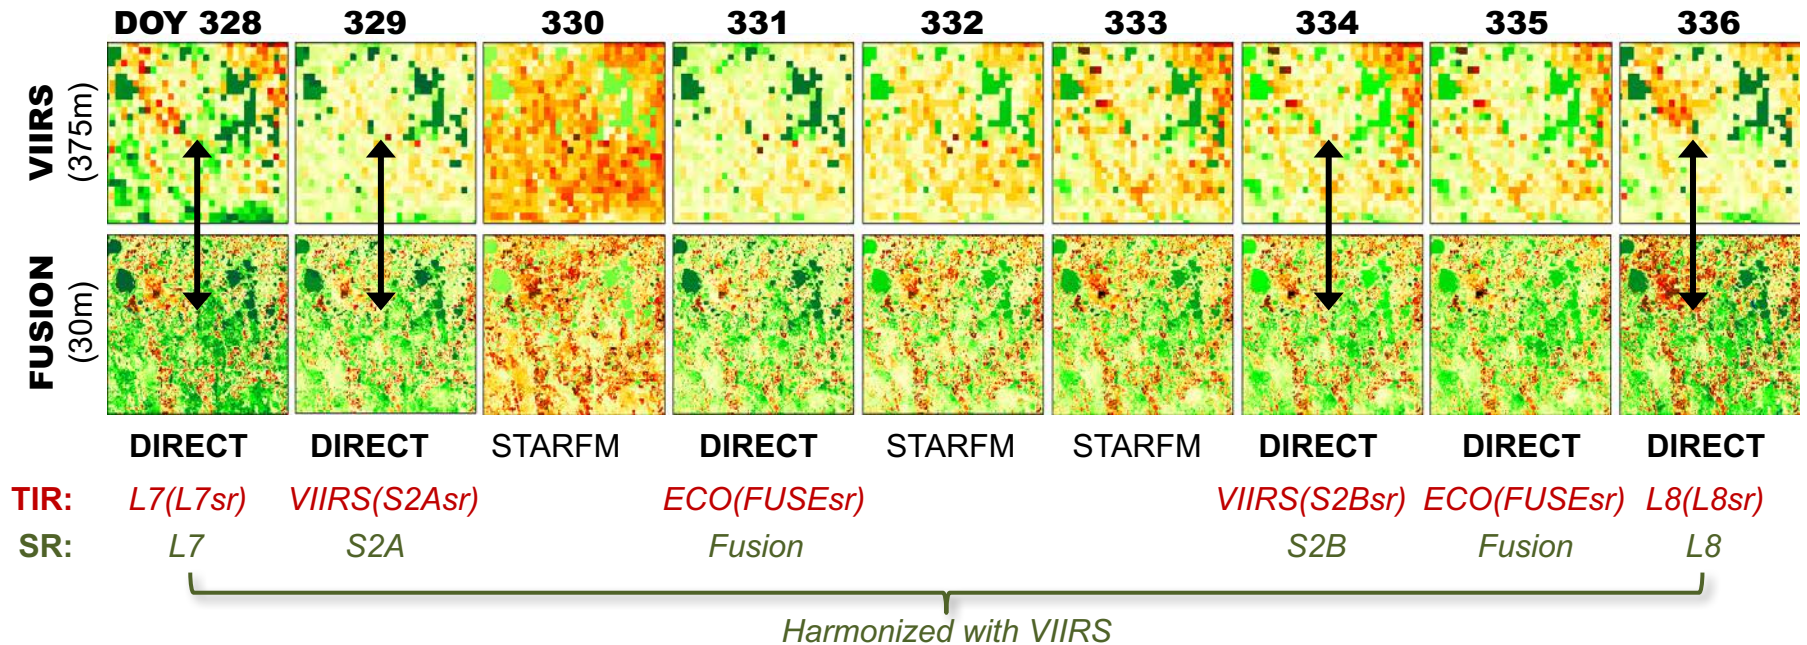 DOY 328 329 330 331 332 333 334 335 336
VIIRS
(375m)
FUSION
(30m)
DIRECT DIRECT STARFM DIRECT STARFM STARFM DIRECT DIRECT DIRECT
TIR: L7(L7sr) VIIRS(S2Asr) ECO(FUSEsr) VIIRS(S2Bsr) ECO(FUSEsr) L8(L8sr)
SR: L7 S2A Fusion S2B Fusion L8
Harmonized with VIIRS